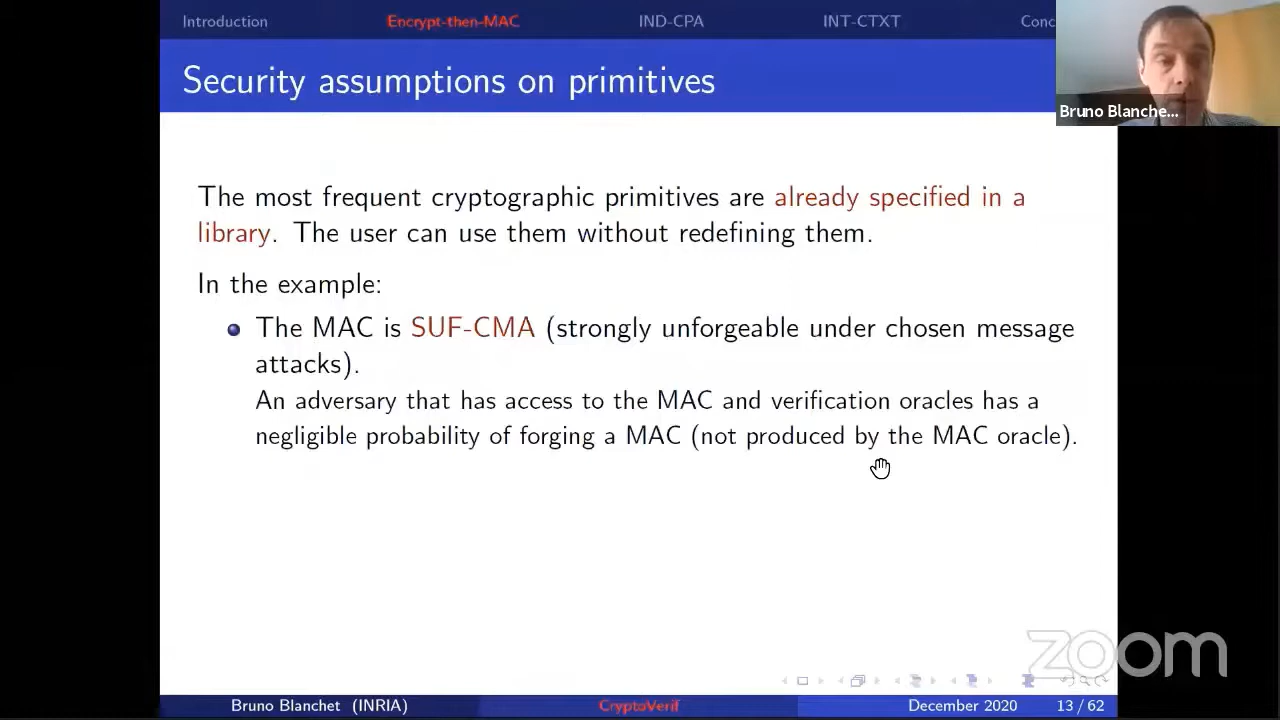 Introduction Encrypt-then-MAC IND-CPA INT-CTXT Conc
Security assumptions on primitives
Bruno Blanche...
The most frequent cryptographic primitives are already specified in a
library. The user can use them without redefining them.
In the example:
The MAC is SUF-CMA (strongly unforgeable under chosen message
attacks).
An adversary that has access to the MAC and verification oracles has a
negligible probability of forging a MAC (not produced by the MAC oracle).
zoom
Bruno Blanchet (INRIA) CryptoVerif December 2020 13 / 62